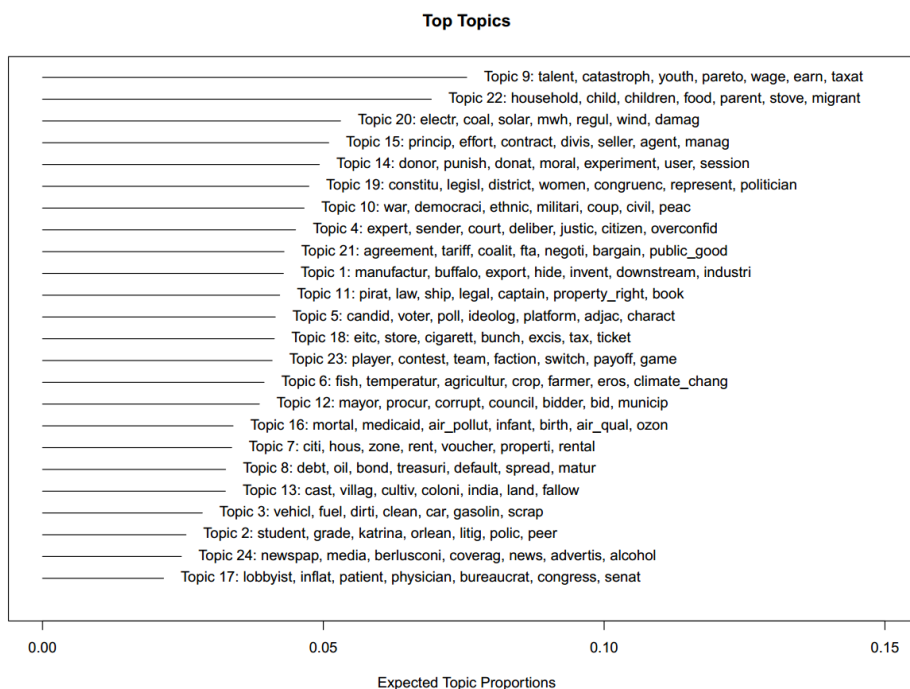 Top Topics
Topic 9: talent, catastroph, youth, pareto, wage, earn, taxat
Topic 22: household, child, children, food, parent, stove, migrant
Topic 20: electr, coal, solar, mwh, regul, wind, damag
Topic 15: princip, effort, contract, divis, seller, agent, manag
Topic 14: donor, punish, donat, moral, experiment, user, session
Topic 19: constitu, legisl, district, women, congruenc, represent, politician
Topic 10: war, democraci, ethnic, militari, coup, civil, peac
Topic 4: expert, sender, court, deliber, justic, citizen, overconfid
Topic 21: agreement, tariff, coalit, fta, negoti, bargain, public_good
Topic 1: manufactur, buffalo, export, hide, invent, downstream, industri
Topic 11: pirat, law, ship, legal, captain, property_right, book
Topic 5: candid, voter, poll, ideolog, platform, adjac, charact
Topic 18: eitc, store, cigarett, bunch, excis, tax, ticket
Topic 23: player, contest, team, faction, switch, payoff, game
Topic 6: fish, temperatur, agricultur, crop, farmer, eros, climate_chang
Topic 12: mayor, procur, corrupt, council, bidder, bid, municip
Topic 16: mortal, medicaid, air_pollut, infant, birth, air_qual, ozon
Topic 7: citi, hous, zone, rent, voucher, properti, rental
Topic 8: debt, oil, bond, treasuri, default, spread, matur
Topic 13: cast, villag, cultiv, coloni, india, land, fallow
Topic 3: vehicl, fuel, dirti, clean, car, gasolin, scrap
Topic 2: student, grade, katrina, orlean, litig, polic, peer
Topic 24: newspap, media, berlusconi, coverag, news, advertis, alcohol
Topic 17: lobbyist, inflat, patient, physician, bureaucrat, congress, senat
0.00 0.05 0.10 0.15
Expected Topic Proportions